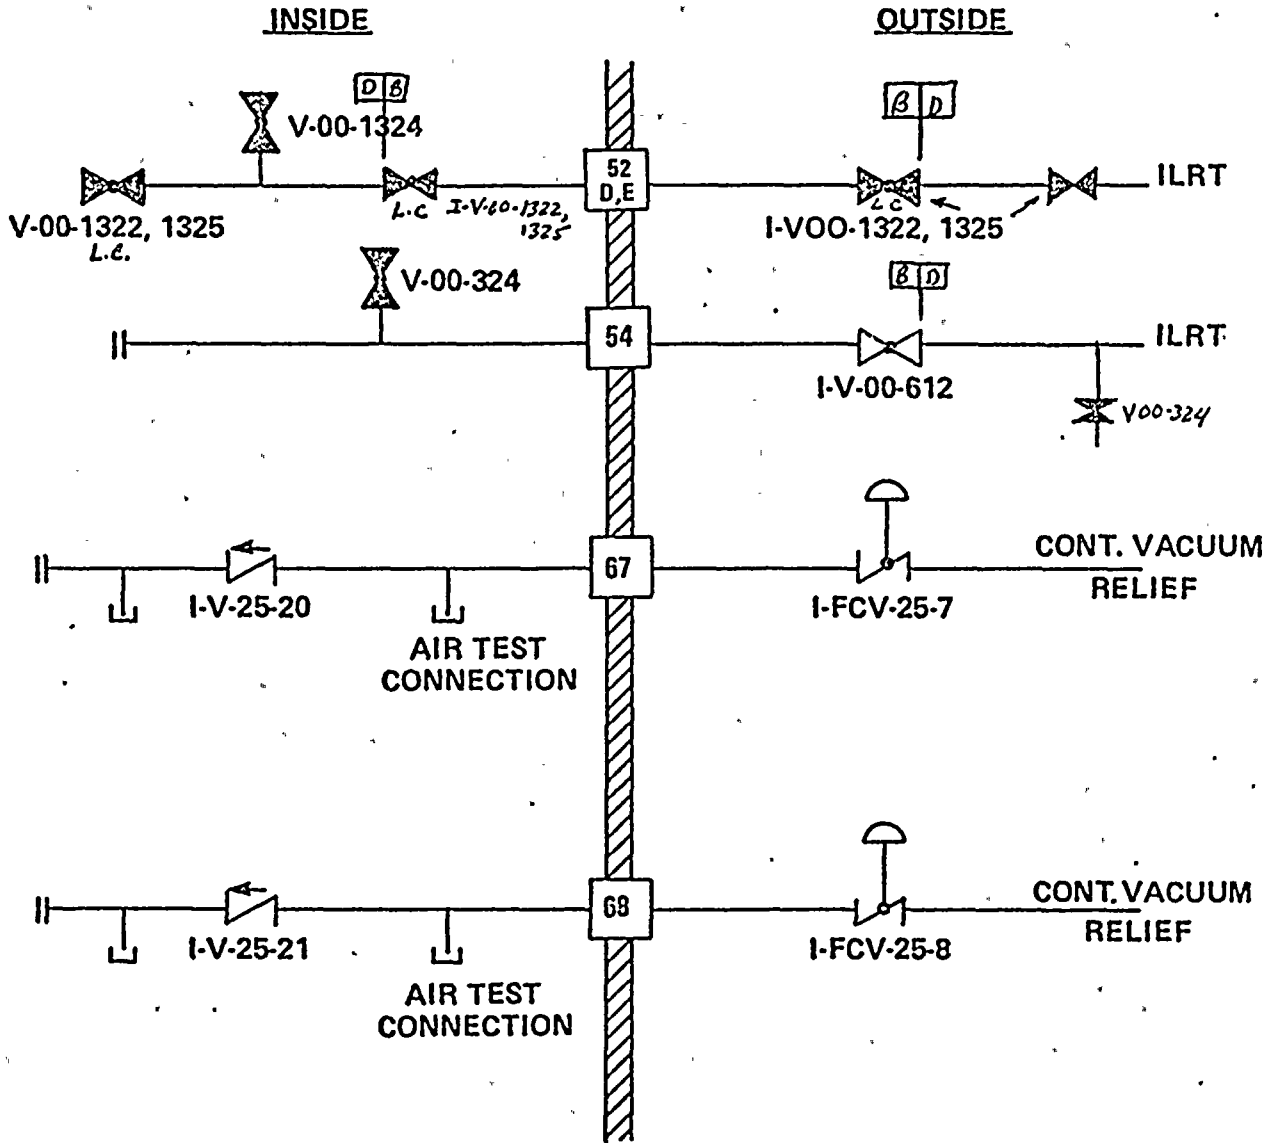 INSIDE
OUTSIDE
D B
B D
V-00-1324
52
D,E
ILRT
L.C
I-V-00-1322,
1325
L C
V-00-1322, 1325
L.C.
I-VOO-1322, 1325
V-00-324
B D
54
ILRT
I-V-00-612
V00-324
67
CONT. VACUUM
RELIEF
I-V-25-20
I-FCV-25-7
AIR TEST
CONNECTION
68
CONT. VACUUM
RELIEF
I-V-25-21
I-FCV-25-8
AIR TEST
CONNECTION